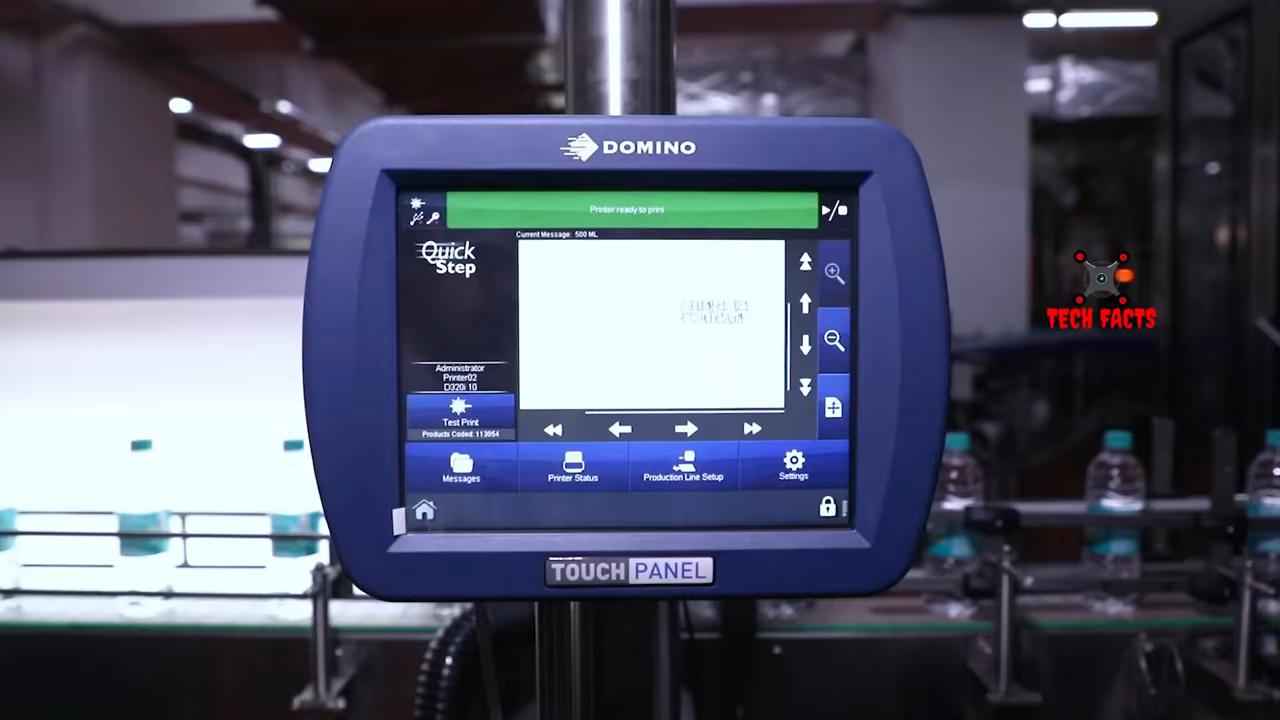 DOMINO
Printer ready to print
Current Message: 500 ML
Quick
Step
Administrator
Printer02
D320i 10
Test Print
Products Coded: 113054
Messages
Printer Status
Production Line Setup
Settings
TOUCH PANEL
TECH FACTS